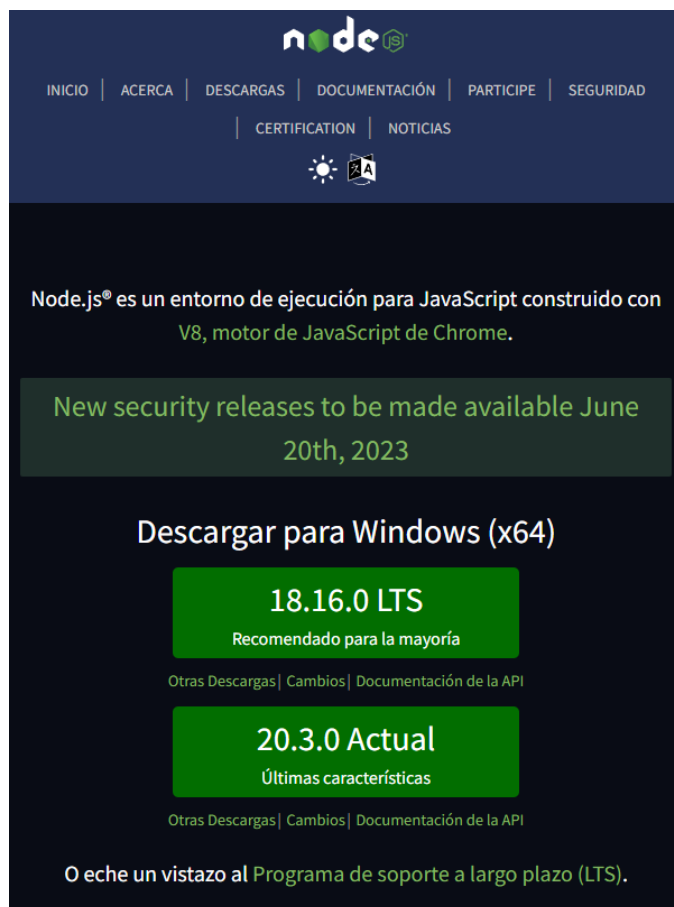 node JS
INICIO | ACERCA | DESCARGAS | DOCUMENTACIÓN | PARTICIPE | SEGURIDAD
| CERTIFICATION | NOTICIAS
Node.js® es un entorno de ejecución para JavaScript construido con
V8, motor de JavaScript de Chrome.
New security releases to be made available June
20th, 2023
Descargar para Windows (x64)
18.16.0 LTS
Recomendado para la mayoría
Otras Descargas| Cambios| Documentación de la API
20.3.0 Actual
Últimas características
Otras Descargas| Cambios| Documentación de la API
O eche un vistazo al Programa de soporte a largo plazo (LTS).